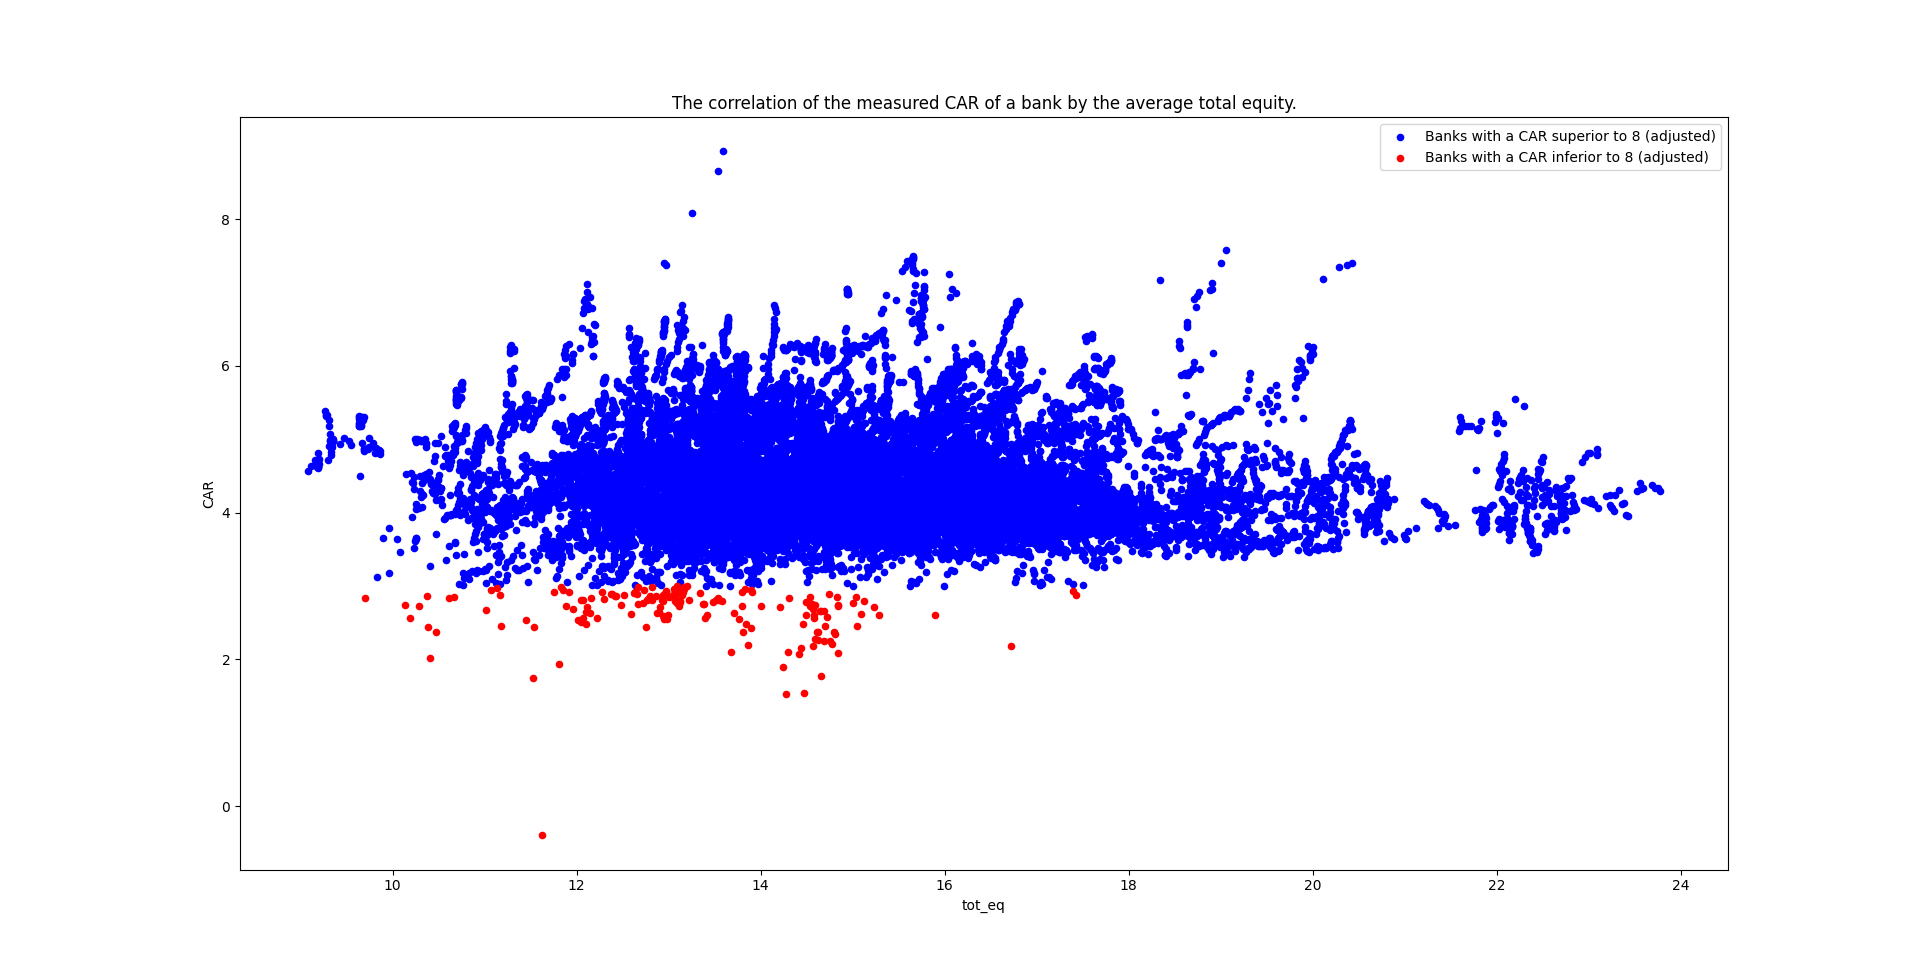 The correlation of the measured CAR of a bank by the average total equity.
Banks with a CAR superior to 8 (adjusted)
Banks with a CAR inferior to 8 (adjusted)
8
6
4
2
0
CAR
10 12 14 16 18 20 22 24
tot_eq